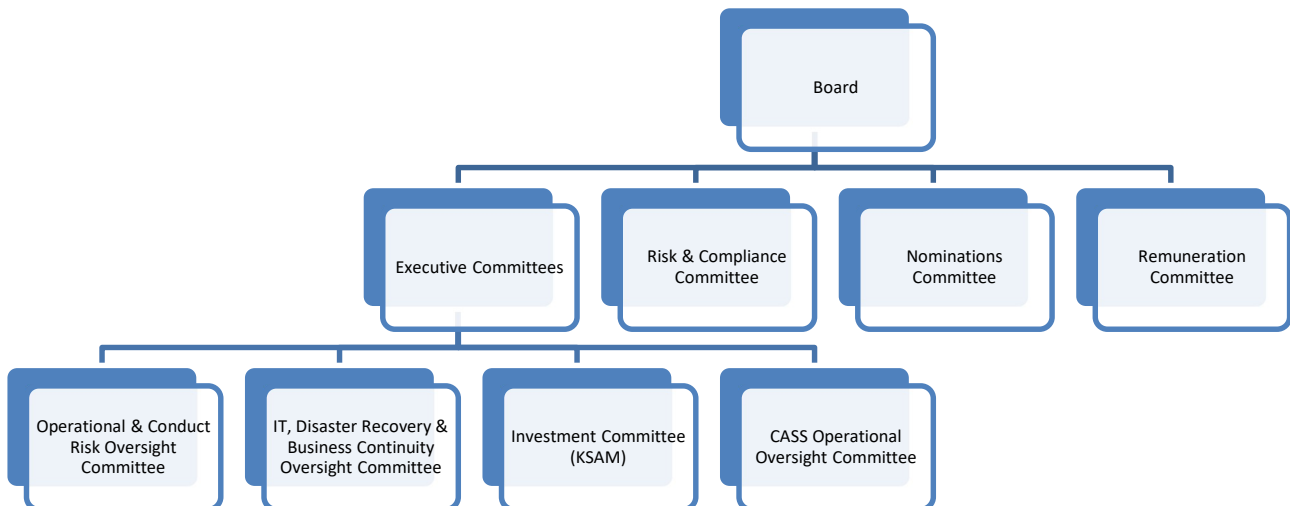 Board
Executive Committees
Risk & Compliance
Committee
Nominations
Committee
Remuneration
Committee
Operational & Conduct
Risk Oversight
Committee
IT, Disaster Recovery &
Business Continuity
Oversight Committee
Investment Committee
(KSAM)
CASS Operational
Oversight Committee